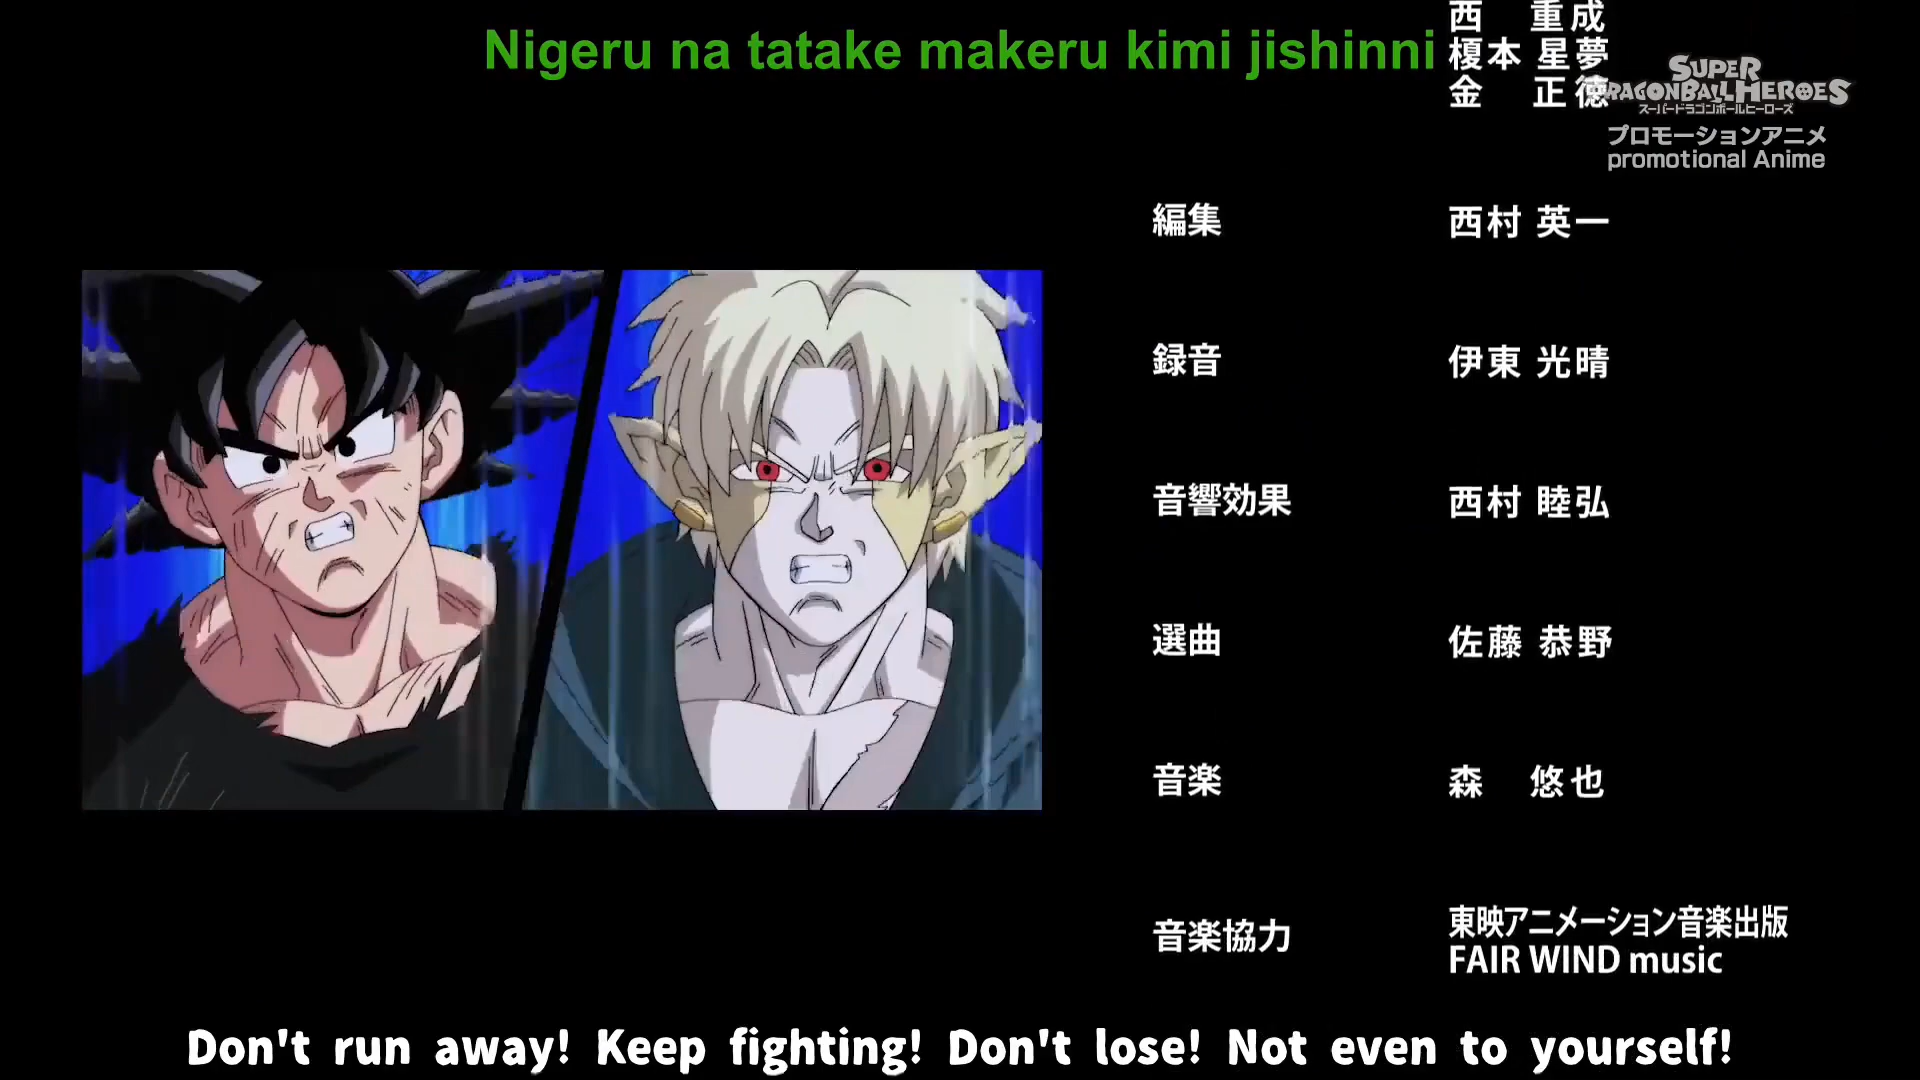 Nigeru na tatake makeru kimi jishinni
西 重成
榎本 星夢
金 正徳
SUPER
DRAGONBALL HEROES
スーパードラゴンボールヒーローズ
プロモーションアニメ
promotional Anime
編集 西村 英一
録音 伊東 光晴
音響効果 西村 睦弘
選曲 佐藤 恭野
音楽 森 悠也
音楽協力 東映アニメーション音楽出版
FAIR WIND music
Don't run away! Keep fighting! Don't lose! Not even to yourself!